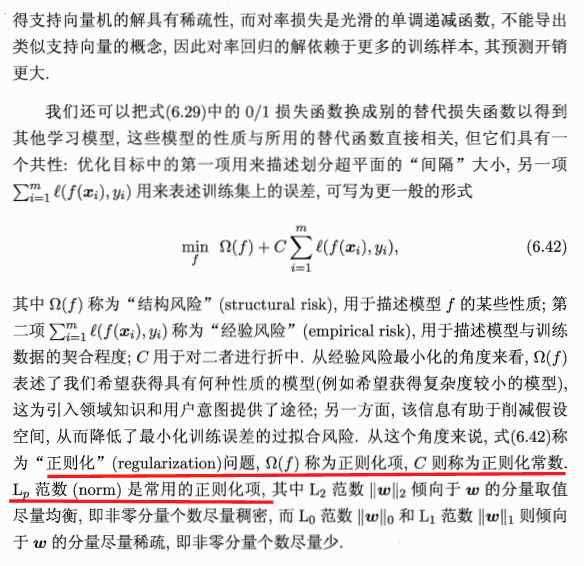 得支持向量机的解具有稀疏性, 而对率损失是光滑的单调递减函数, 不能导出
类似支持向量的概念, 因此对率回归的解依赖于更多的训练样本, 其预测开销
更大.
我们还可以把式(6.29)中的 0/1 损失函数换成别的替代损失函数以得到
其他学习模型, 这些模型的性质与所用的替代函数直接相关, 但它们具有一
个共性: 优化目标中的第一项用来描述划分超平面的“间隔”大小, 另一项
∑_{i=1}^{m} ℓ(f(x_i), y_i) 用来表述训练集上的误差, 可写为更一般的形式
min_f Ω(f) + C ∑_{i=1}^{m} ℓ(f(x_i), y_i), (6.42)
其中 Ω(f) 称为“结构风险” (structural risk), 用于描述模型 f 的某些性质; 第
二项 ∑_{i=1}^{m} ℓ(f(x_i), y_i) 称为“经验风险” (empirical risk), 用于描述模型与训练
数据的契合程度; C 用于对二者进行折中. 从经验风险最小化的角度来看, Ω(f)
表述了我们希望获得具有何种性质的模型(例如希望获得复杂度较小的模型),
这为引入领域知识和用户意图提供了途径; 另一方面, 该信息有助于削减假设
空间, 从而降低了最小化训练误差的过拟合风险. 从这个角度来说, 式(6.42)称
为“正则化” (regularization)问题, Ω(f) 称为正则化项, C 则称为正则化常数.
L_p 范数 (norm) 是常用的正则化项, 其中 L_2 范数 ‖w‖_2 倾向于 w 的分量取值
尽量均衡, 即非零分量个数尽量稠密, 而 L_0 范数 ‖w‖_0 和 L_1 范数 ‖w‖_1 则倾向
于 w 的分量尽量稀疏, 即非零分量个数尽量少.